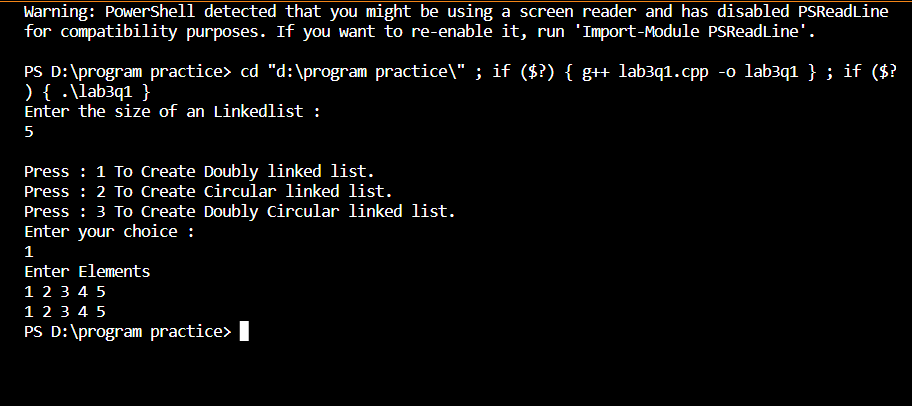 Warning: PowerShell detected that you might be using a screen reader and has disabled PSReadLine
for compatibility purposes. If you want to re-enable it, run 'Import-Module PSReadLine'.
PS D:\program practice> cd "d:\program practice\" ; if ($?) { g++ lab3q1.cpp -o lab3q1 } ; if ($?
) { .\lab3q1 }
Enter the size of an Linkedlist :
5
Press : 1 To Create Doubly linked list.
Press : 2 To Create Circular linked list.
Press : 3 To Create Doubly Circular linked list.
Enter your choice :
1
Enter Elements
1 2 3 4 5
1 2 3 4 5
PS D:\program practice>